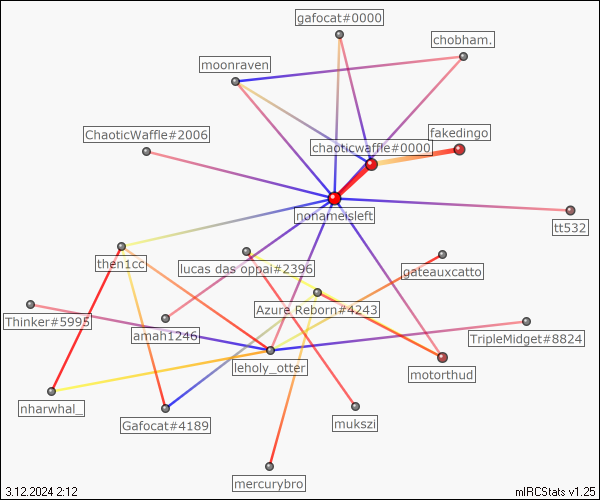 gafocat#0000
chobham.
moonraven
ChaoticWaffle#2006
fakedingo
chaoticwaffle#0000
nonameisleft
tt532
then1cc
lucas das oppai#2396
gateauxcatto
Azure Reborn#4243
Thinker#5995
amah1246
TripleMidget#8824
leholy_otter
motorthud
nharwhal_
Gafocat#4189
mukszi
mercurybro
3.12.2024 2:12
mIRCStats v1.25